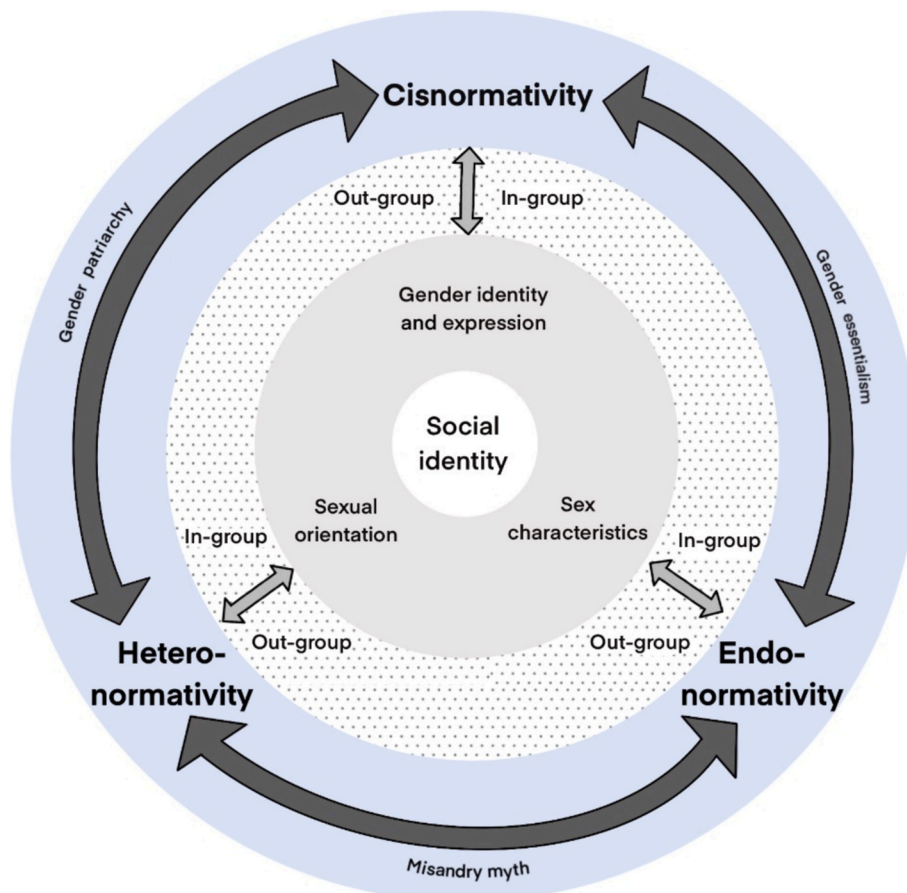 Cisnormativity
Out-group
In-group
Gender patriarchy
Gender essentialism
Gender identity
and expression
Social
identity
Sexual
orientation
Sex
characteristics
In-group
In-group
Out-group
Out-group
Hetero-
normativity
Endo-
normativity
Misandry myth